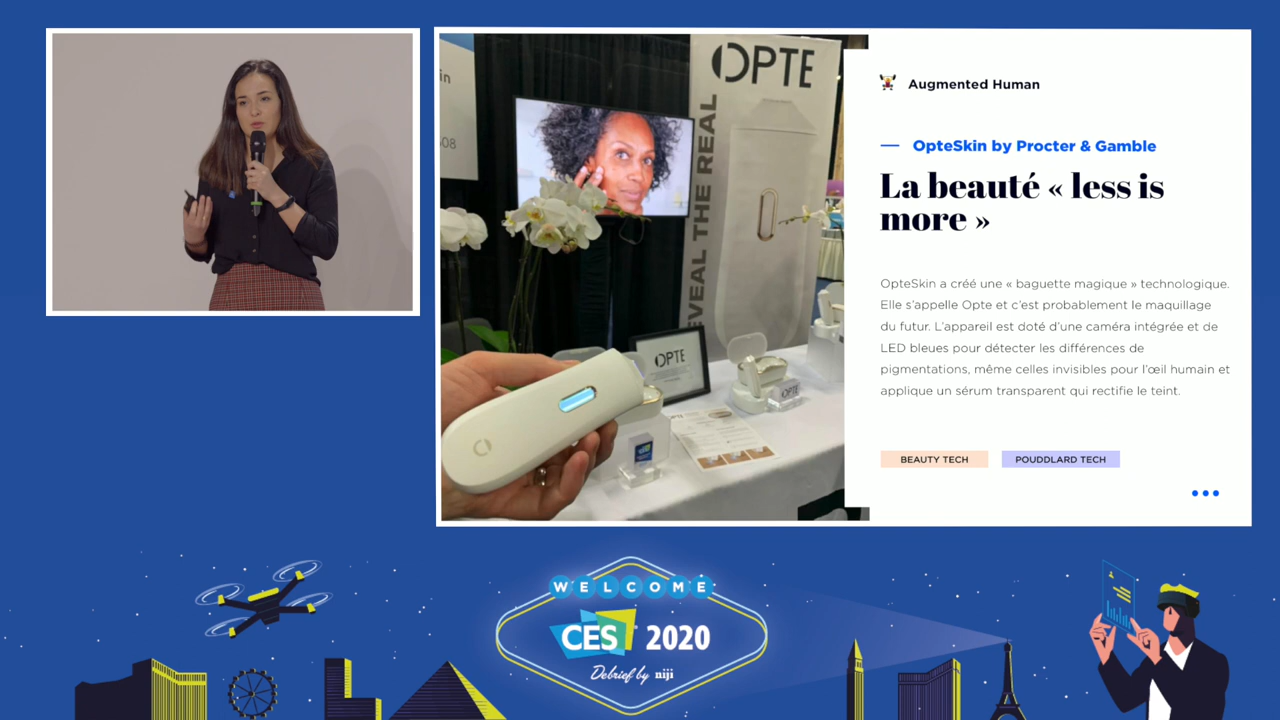 OPTE
REVEAL THE REAL
OPTE
OPTE
Augmented Human
OpteSkin by Procter & Gamble
La beauté « less is
more »
OpteSkin a créé une « baguette magique » technologique.
Elle s’appelle Opte et c’est probablement le maquillage
du futur. L’appareil est doté d’une caméra intégrée et de
LED bleues pour détecter les différences de
pigmentations, même celles invisibles pour l’œil humain et
applique un sérum transparent qui rectifie le teint.
BEAUTY TECH
POUDDLARD TECH
WELCOME
CES 2020
Debrief by niji